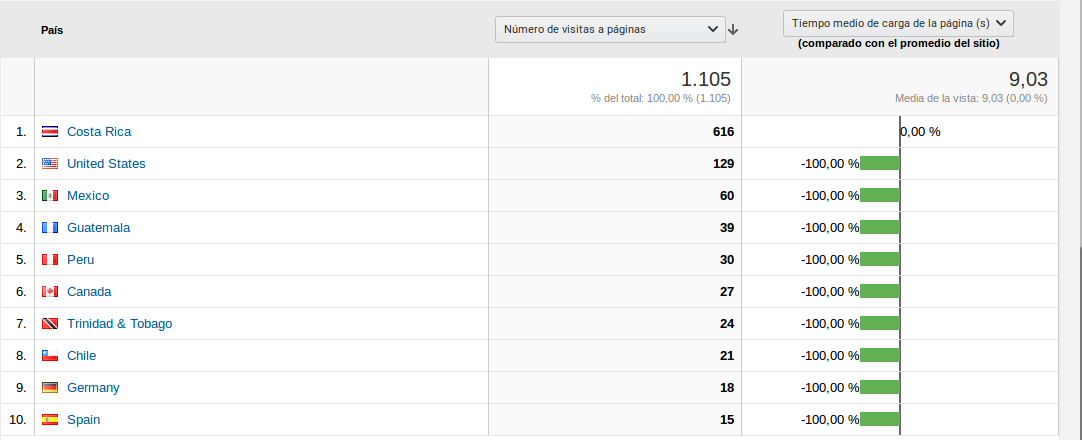 País Número de visitas a páginas Tiempo medio de carga de la página (s)
(comparado con el promedio del sitio)
1.105 9,03
% del total: 100,00 % (1.105) Media de la vista: 9,03 (0,00 %)
1. Costa Rica 616 0,00 %
2. United States 129 -100,00 %
3. Mexico 60 -100,00 %
4. Guatemala 39 -100,00 %
5. Peru 30 -100,00 %
6. Canada 27 -100,00 %
7. Trinidad & Tobago 24 -100,00 %
8. Chile 21 -100,00 %
9. Germany 18 -100,00 %
10. Spain 15 -100,00 %